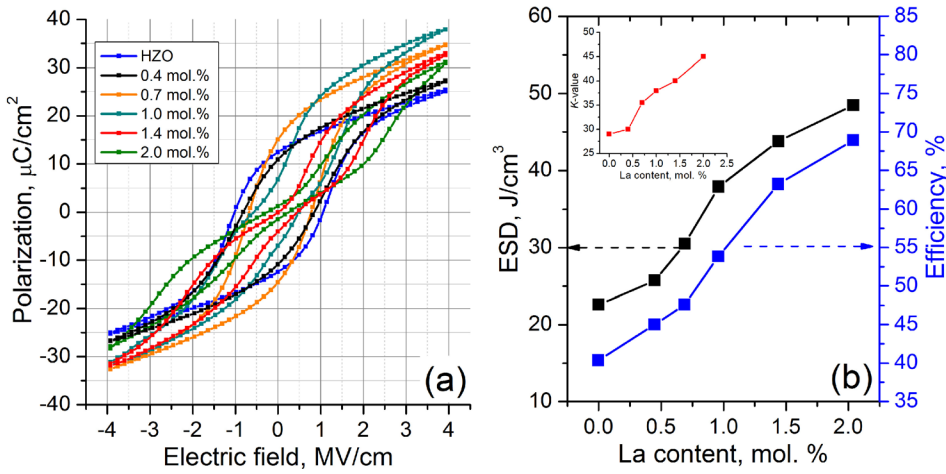 Polarization, μC/cm²
40
30
20
10
0
-10
-20
-30
-40
HZO
0.4 mol.%
0.7 mol.%
1.0 mol.%
1.4 mol.%
2.0 mol.%
(a)
-4 -3 -2 -1 0 1 2 3 4
Electric field, MV/cm
ESD, J/cm³
60
50
40
30
20
10
K-value
50
45
40
35
30
25
0.0 0.5 1.0 1.5 2.0 2.5
La content, mol. %
85
80
75
70
65
60
55
50
45
40
35
Efficiency, %
(b)
0.0 0.5 1.0 1.5 2.0
La content, mol. %